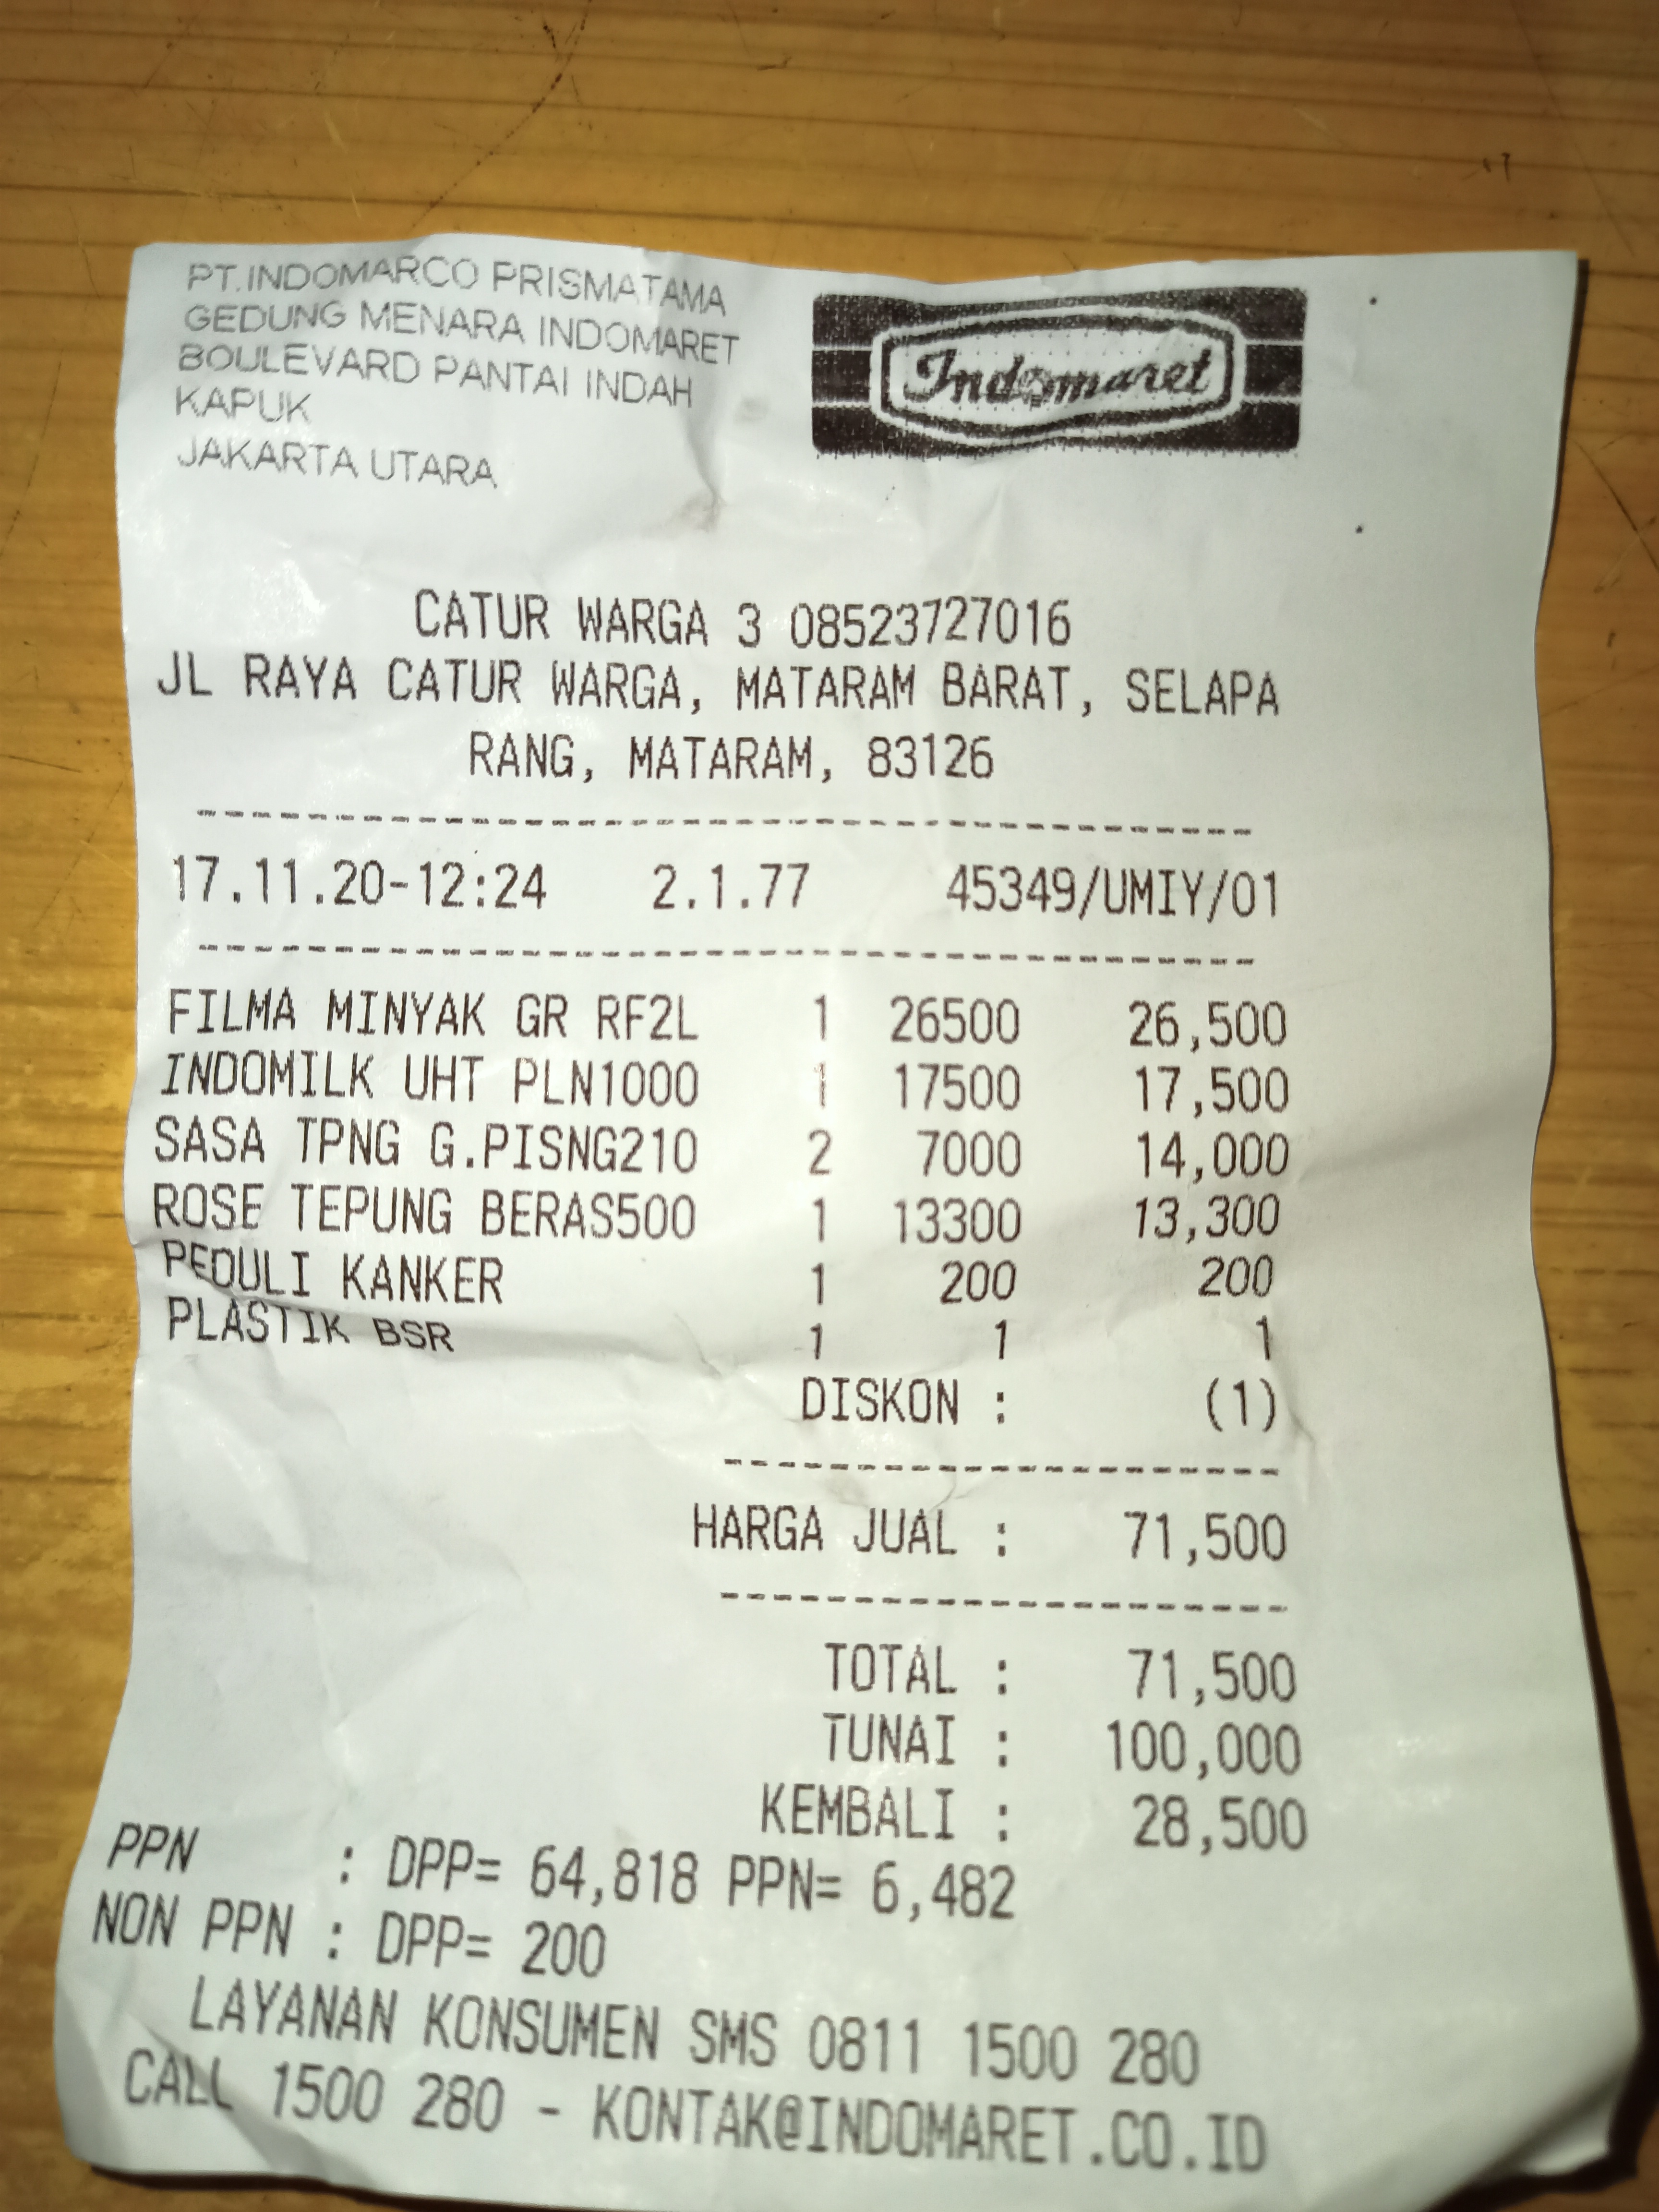 PT.INDOMARCO PRISMATAMA
GEDUNG MENARA INDOMARET
BOULEVARD PANTAI INDAH
KAPUK
JAKARTA UTARA
Indomaret
CATUR WARGA 3 08523727016
JL RAYA CATUR WARGA, MATARAM BARAT, SELAPA
RANG, MATARAM, 83126
17.11.20-12:24 2.1.77 45349/UMIY/01
FILMA MINYAK GR RF2L 1 26500 26,500
INDOMILK UHT PLN1000 1 17500 17,500
SASA TPNG G.PISNG210 2 7000 14,000
ROSE TEPUNG BERAS500 1 13300 13,300
PEDULI KANKER 1 200 200
PLASTIK BSR 1 1 1
DISKON : (1)
HARGA JUAL : 71,500
TOTAL : 71,500
TUNAI : 100,000
KEMBALI : 28,500
PPN : DPP= 64,818 PPN= 6,482
NON PPN : DPP= 200
LAYANAN KONSUMEN SMS 0811 1500 280
CALL 1500 280 - KONTAK@INDOMARET.CO.ID